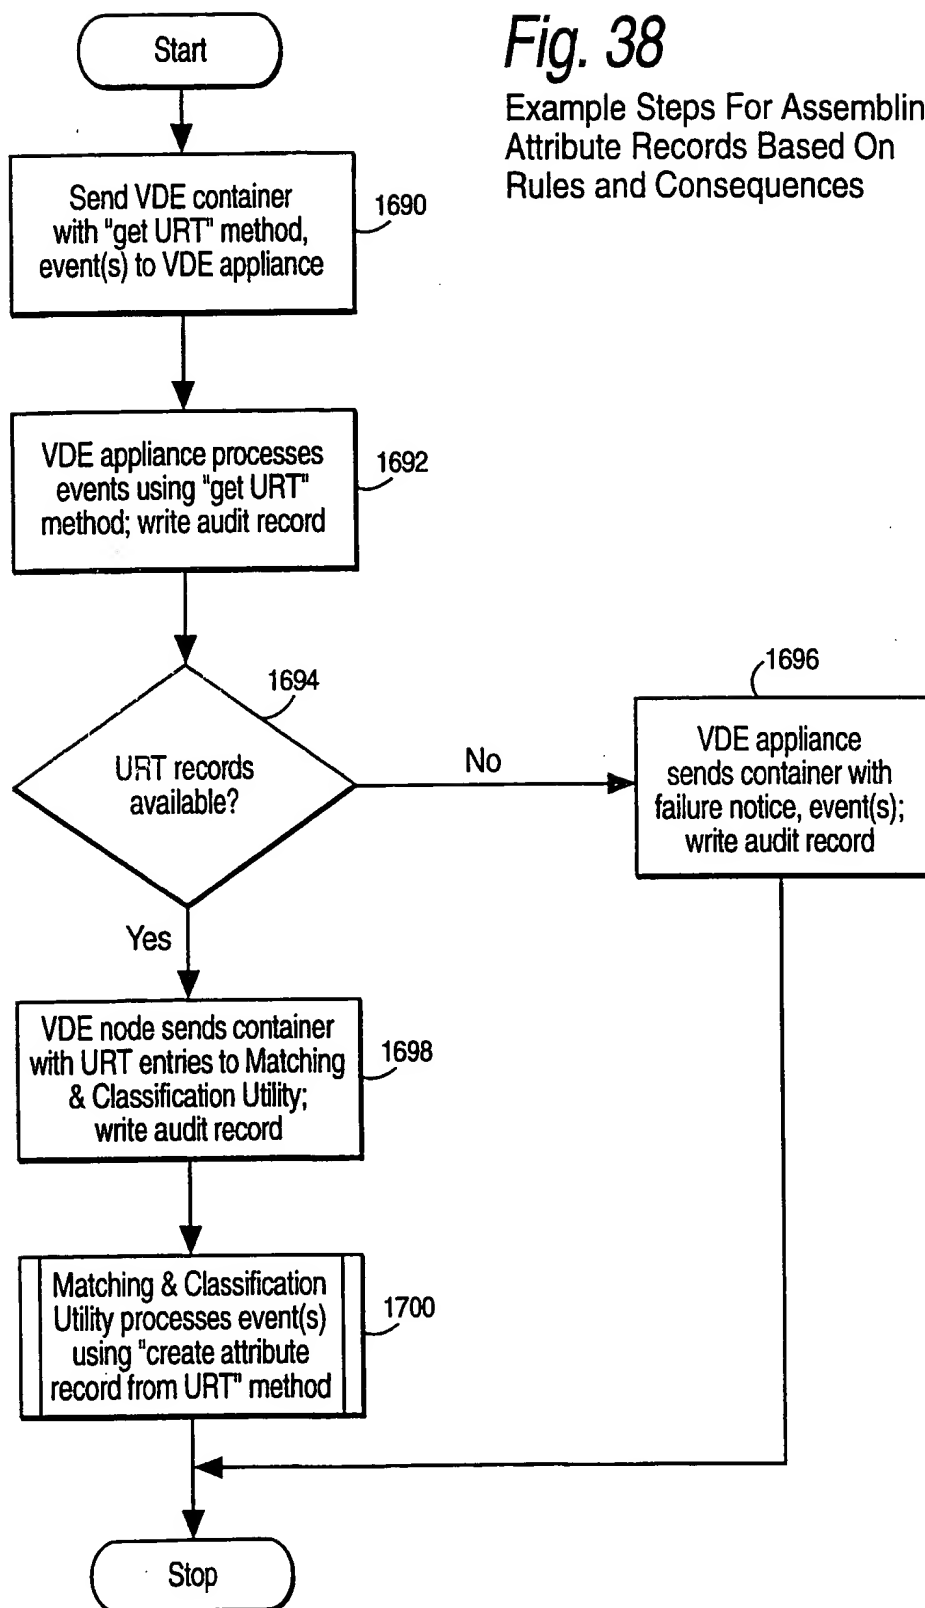 Start
Fig. 38
Example Steps For Assemblin
Attribute Records Based On
Rules and Consequences
Send VDE container
with "get URT" method,
event(s) to VDE appliance
1690
VDE appliance processes
events using "get URT"
method; write audit record
1692
URT records
available?
1694
No
1696
VDE appliance
sends container with
failure notice, event(s);
write audit record
Yes
VDE node sends container
with URT entries to Matching
& Classification Utility;
write audit record
1698
Matching & Classification
Utility processes event(s)
using "create attribute
record from URT" method
1700
Stop